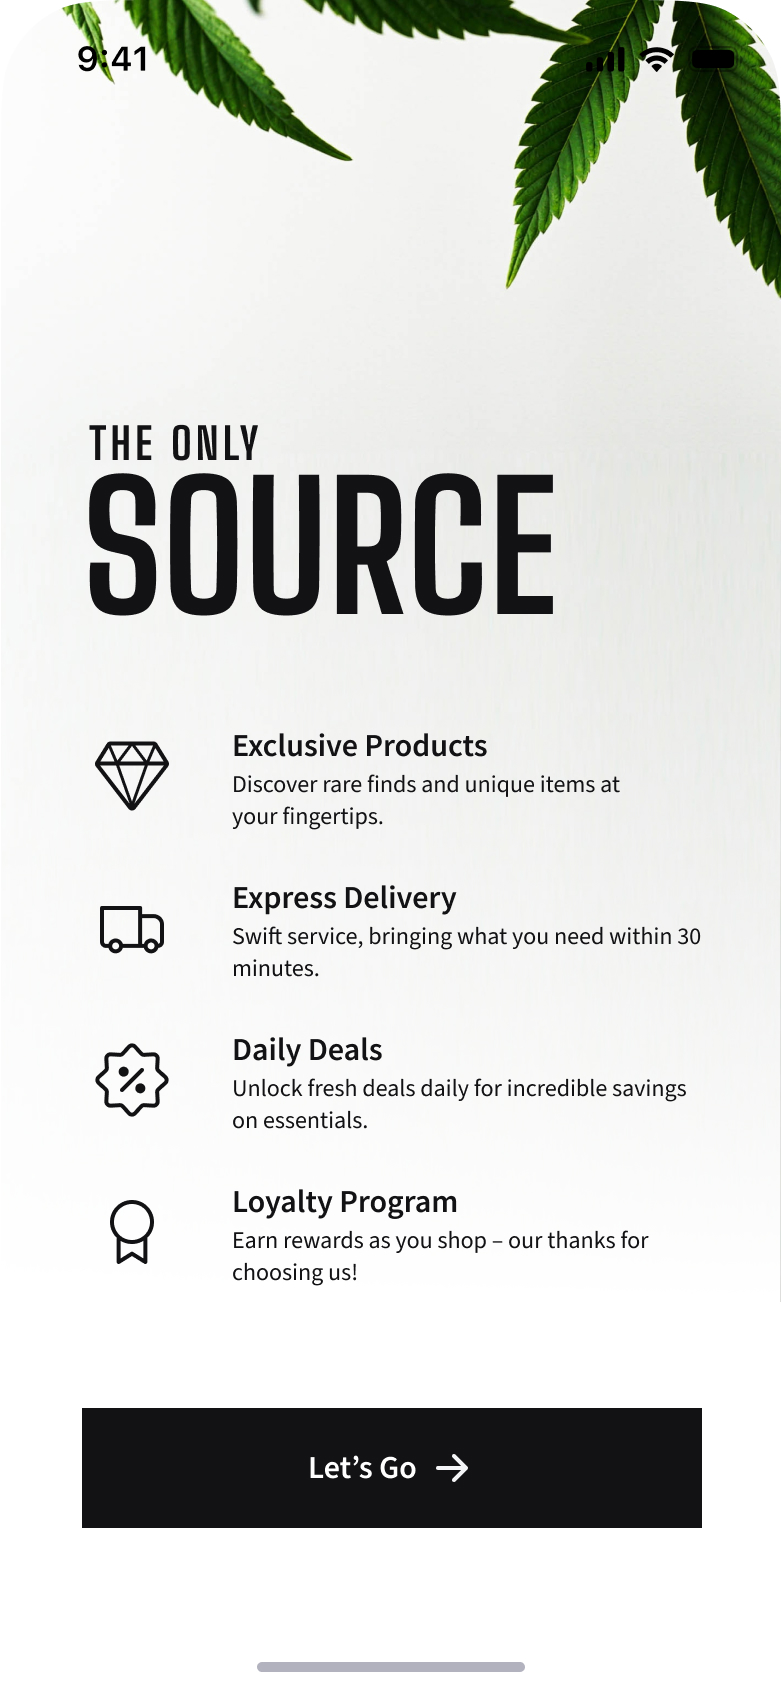 9:41
THE ONLY
SOURCE
Exclusive Products
Discover rare finds and unique items at
your fingertips.
Express Delivery
Swift service, bringing what you need within 30
minutes.
Daily Deals
Unlock fresh deals daily for incredible savings
on essentials.
Loyalty Program
Earn rewards as you shop – our thanks for
choosing us!
Let’s Go